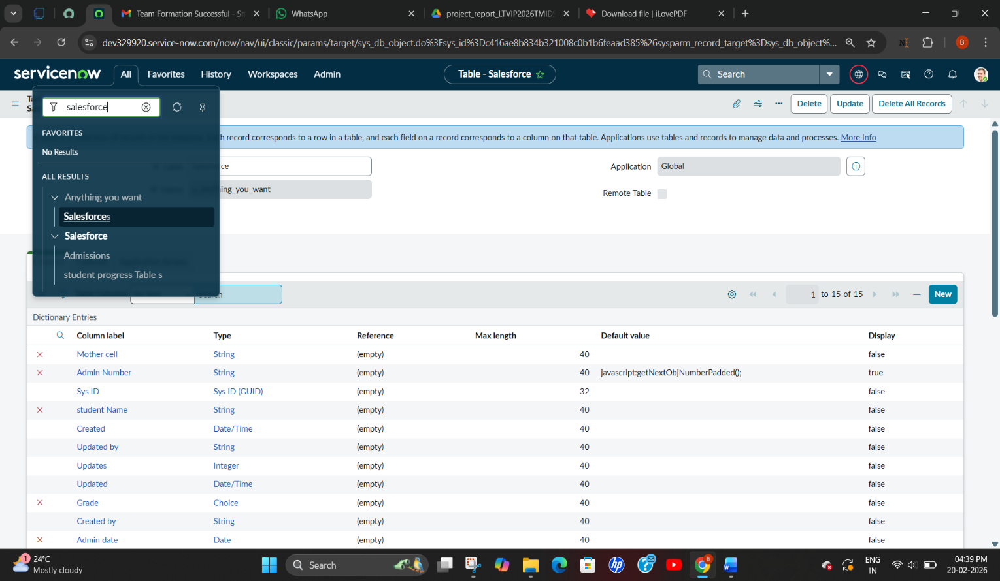 Team Formation Successful - Sm
WhatsApp
project_report_LTVIP2026TMIDS
Download file | iLovePDF
dev329920.service-now.com/now/nav/ui/classic/params/target/sys_db_object.do%3Fsys_id%3Dc416ae8b834b321008c0b1b6feaad385%26sysparm_record_target%3Dsys_db_object%...
B
servicenow
All
Favorites
History
Workspaces
Admin
Table - Salesforce
Search
salesforce
Delete
Update
Delete All Records
FAVORITES
No Results
ALL RESULTS
Anything you want
Salesforces
Salesforce
Admissions
student progress Table s
h record corresponds to a row in a table, and each field on a record corresponds to a column on that table. Applications use tables and records to manage data and processes. More Info
rce
Application
Global
hing_you_want
Remote Table
1 to 15 of 15
New
Dictionary Entries
Column label Type Reference Max length Default value Display
Mother cell String (empty) 40 false
Admin Number String (empty) 40 javascript:getNextObjNumberPadded(); true
Sys ID Sys ID (GUID) (empty) 32 false
student Name String (empty) 40 false
Created Date/Time (empty) 40 false
Updated by String (empty) 40 false
Updates Integer (empty) 40 false
Updated Date/Time (empty) 40 false
Grade Choice (empty) 40 false
Created by String (empty) 40 false
Admin date Date (empty) 40 false
1
24°C
Mostly cloudy
Search
ENG
IN
04:39 PM
20-02-2026